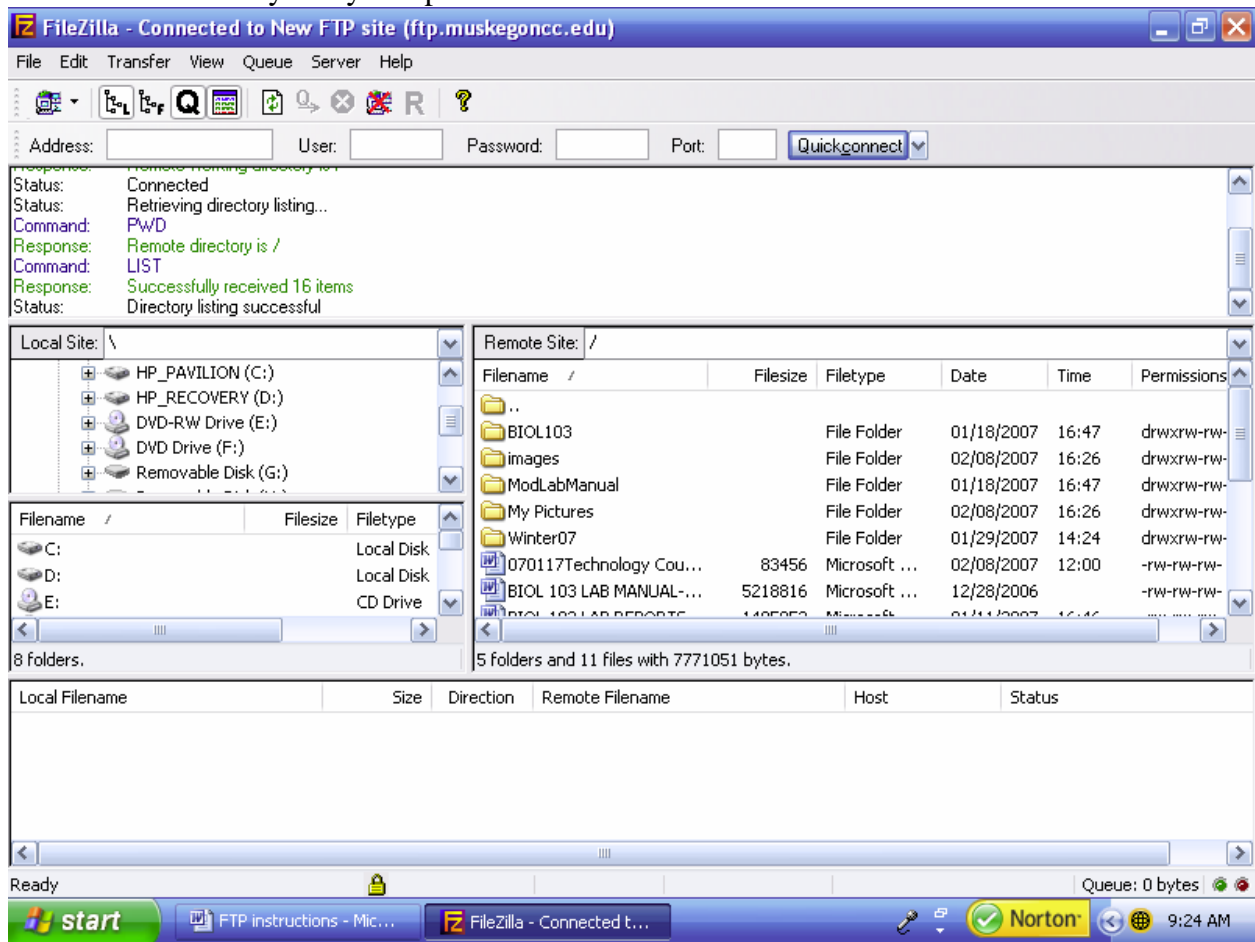 FileZilla - Connected to New FTP site (ftp.muskegoncc.edu)
File Edit Transfer View Queue Server Help
Address: User: Password: Port: Quickconnect
Status: Connected
Status: Retrieving directory listing...
Command: PWD
Response: Remote directory is /
Command: LIST
Response: Successfully received 16 items
Status: Directory listing successful
Local Site: \
HP_PAVILION (C:)
HP_RECOVERY (D:)
DVD-RW Drive (E:)
DVD Drive (F:)
Removable Disk (G:)
Filename / Filesize Filetype
C: Local Disk
D: Local Disk
E: CD Drive
8 folders.
Remote Site: /
Filename / Filesize Filetype Date Time Permissions
..
BIOL103 File Folder 01/18/2007 16:47 drwxrw-rw-
images File Folder 02/08/2007 16:26 drwxrw-rw-
ModLabManual File Folder 01/18/2007 16:47 drwxrw-rw-
My Pictures File Folder 02/08/2007 16:26 drwxrw-rw-
Winter07 File Folder 01/29/2007 14:24 drwxrw-rw-
070117Technology Cou... 83456 Microsoft ... 02/08/2007 12:00 -rw-rw-rw-
BIOL 103 LAB MANUAL-... 5218816 Microsoft ... 12/28/2006 -rw-rw-rw-
5 folders and 11 files with 7771051 bytes.
Local Filename Size Direction Remote Filename Host Status
Ready Queue: 0 bytes
start FTP instructions - Mic... FileZilla - Connected t... Norton 9:24 AM